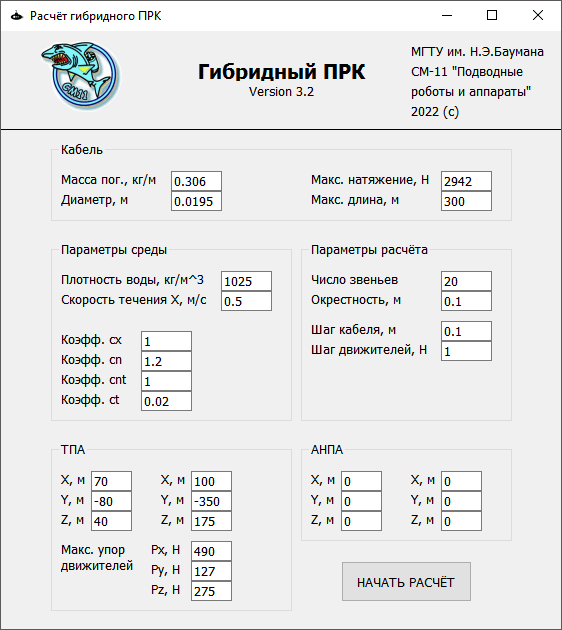 Расчёт гибридного ПРК
СМ-11
Гибридный ПРК
Version 3.2
МГТУ им. Н.Э.Баумана
СМ-11 "Подводные
роботы и аппараты"
2022 (c)
Кабель
Масса пог., кг/м 0.306 Макс. натяжение, Н 2942
Диаметр, м 0.0195 Макс. длина, м 300
Параметры среды
Плотность воды, кг/м^3 1025
Скорость течения X, м/с 0.5
Коэфф. cx 1
Коэфф. cn 1.2
Коэфф. cnt 1
Коэфф. ct 0.02
Параметры расчёта
Число звеньев 20
Окрестность, м 0.1
Шаг кабеля, м 0.1
Шаг движителей, Н 1
ТПА
X, м 70 X, м 100
Y, м -80 Y, м -350
Z, м 40 Z, м 175
Макс. упор
движителей
Px, Н 490
Py, Н 127
Pz, Н 275
АНПА
X, м 0 X, м 0
Y, м 0 Y, м 0
Z, м 0 Z, м 0
НАЧАТЬ РАСЧЁТ